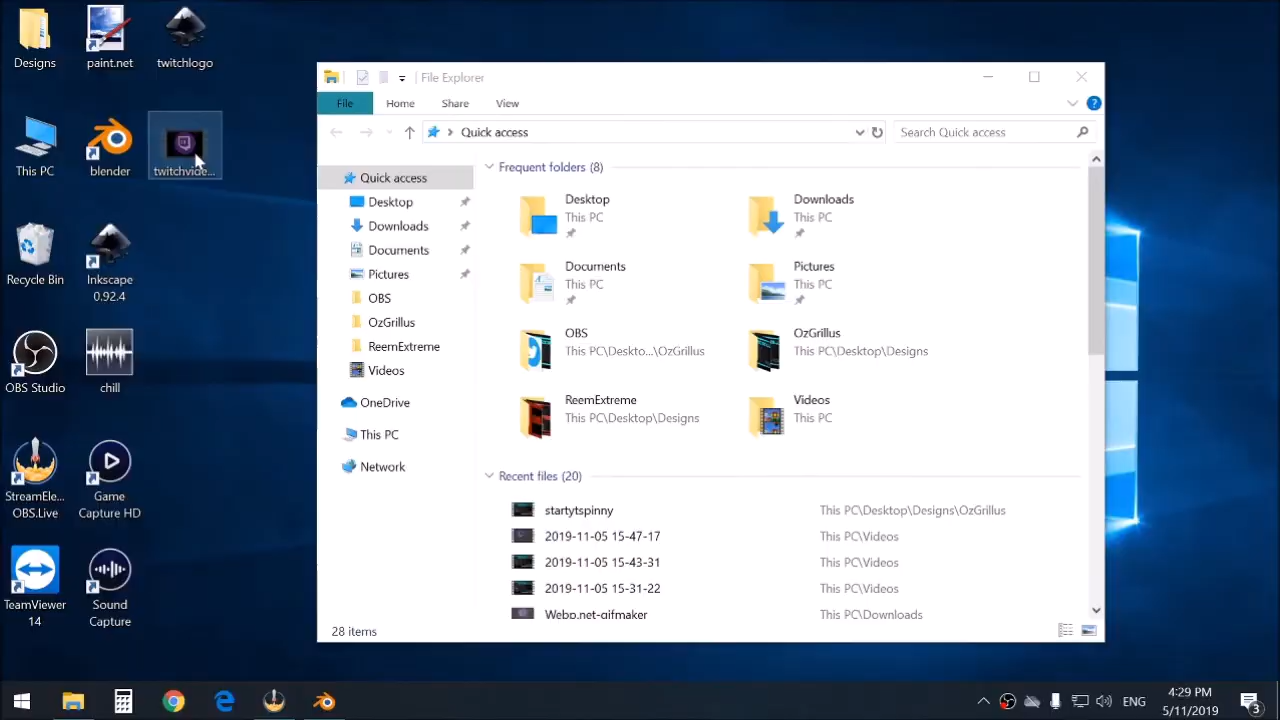 Designs
paint.net
twitchlogo
This PC
blender
twitchvide...
Recycle Bin
Inkscape
0.92.4
OBS Studio
chill
StreamEle...
OBS.Live
Game
Capture HD
TeamViewer
14
Sound
Capture
File Explorer
File
Home
Share
View
Quick access
Search Quick access
Quick access
Desktop
Downloads
Documents
Pictures
OBS
OzGrillus
ReemExtreme
Videos
OneDrive
This PC
Network
Frequent folders (8)
Desktop
This PC
Downloads
This PC
Documents
This PC
Pictures
This PC
OBS
This PC\Deskto...\OzGrillus
OzGrillus
This PC\Desktop\Designs
ReemExtreme
This PC\Desktop\Designs
Videos
This PC
Recent files (20)
startytspinny This PC\Desktop\Designs\OzGrillus
2019-11-05 15-47-17 This PC\Videos
2019-11-05 15-43-31 This PC\Videos
2019-11-05 15-31-22 This PC\Videos
Webp.net-gifmaker This PC\Downloads
28 items
ENG
4:29 PM
5/11/2019
3